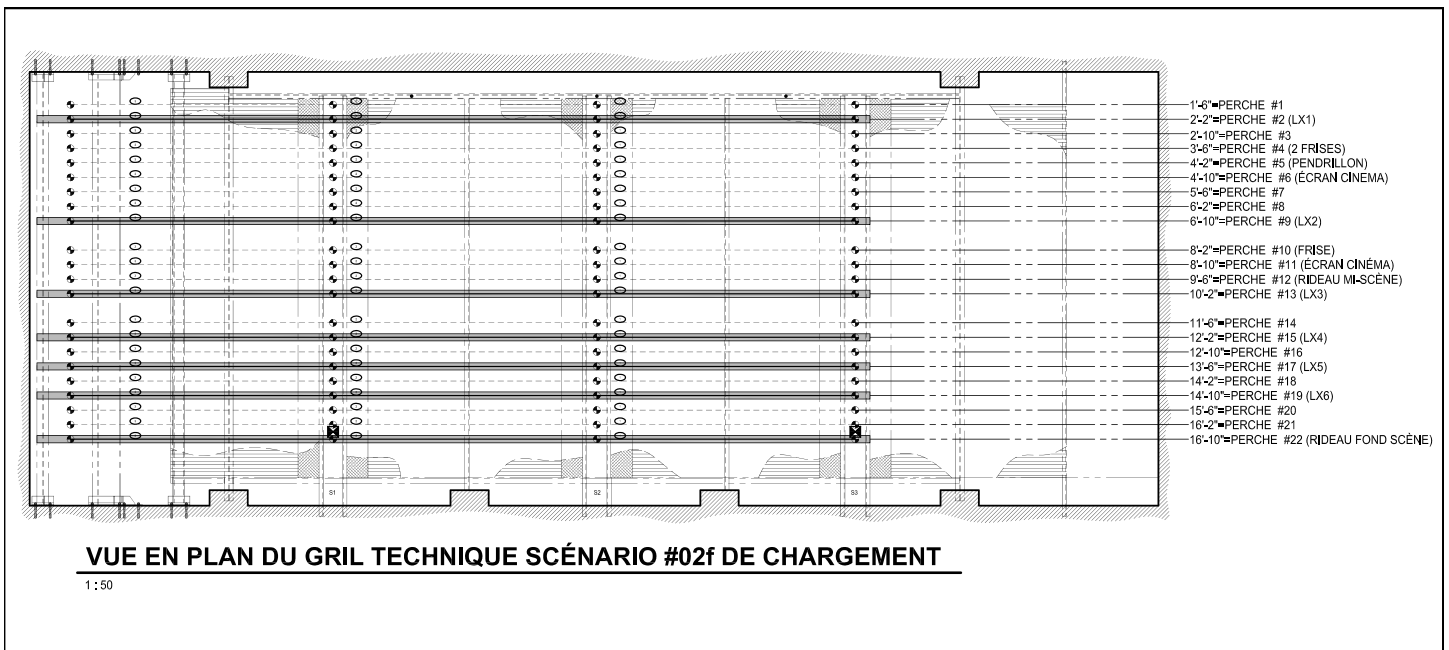 1'-6"=PERCHE #1
2'-2"=PERCHE #2 (LX1)
2'-10"=PERCHE #3
3'-6"=PERCHE #4 (2 FRISES)
4'-2"=PERCHE #5 (PENDRILLON)
4'-10"=PERCHE #6 (ÉCRAN CINEMA)
5'-6"=PERCHE #7
6'-2"=PERCHE #8
6'-10"=PERCHE #9 (LX2)
8'-2"=PERCHE #10 (FRISE)
8'-10"=PERCHE #11 (ÉCRAN CINÉMA)
9'-6"=PERCHE #12 (RIDEAU MI-SCÈNE)
10'-2"=PERCHE #13 (LX3)
11'-6"=PERCHE #14
12'-2"=PERCHE #15 (LX4)
12'-10"=PERCHE #16
13'-6"=PERCHE #17 (LX5)
14'-2"=PERCHE #18
14'-10"=PERCHE #19 (LX6)
15'-6"=PERCHE #20
16'-2"=PERCHE #21
16'-10"=PERCHE #22 (RIDEAU FOND SCÈNE)
S1 S2 S3
VUE EN PLAN DU GRIL TECHNIQUE SCÉNARIO #02f DE CHARGEMENT
1 : 50